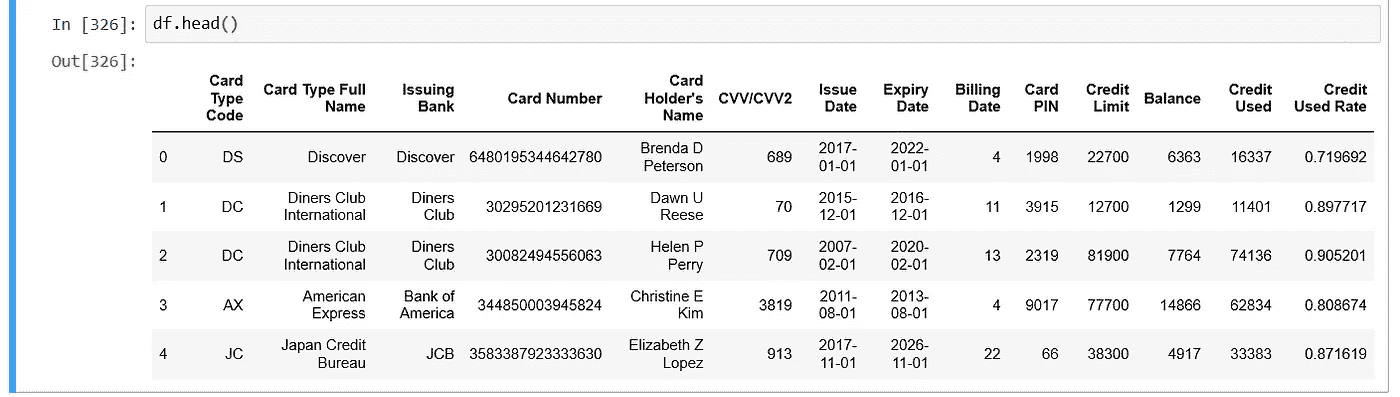 In [326]: df.head()
Out[326]:
Card Type Code Card Type Full Name Issuing Bank Card Number Card Holder's Name CVV/CVV2 Issue Date Expiry Date Billing Date Card PIN Credit Limit Balance Credit Used Credit Used Rate
0 DS Discover Discover 6480195344642780 Brenda D Peterson 689 2017-01-01 2022-01-01 4 1998 22700 6363 16337 0.719692
1 DC Diners Club International Diners Club 30295201231669 Dawn U Reese 70 2015-12-01 2016-12-01 11 3915 12700 1299 11401 0.897717
2 DC Diners Club International Diners Club 30082494556063 Helen P Perry 709 2007-02-01 2020-02-01 13 2319 81900 7764 74136 0.905201
3 AX American Express Bank of America 344850003945824 Christine E Kim 3819 2011-08-01 2013-08-01 4 9017 77700 14866 62834 0.808674
4 JC Japan Credit Bureau JCB 3583387923333630 Elizabeth Z Lopez 913 2017-11-01 2026-11-01 22 66 38300 4917 33383 0.871619